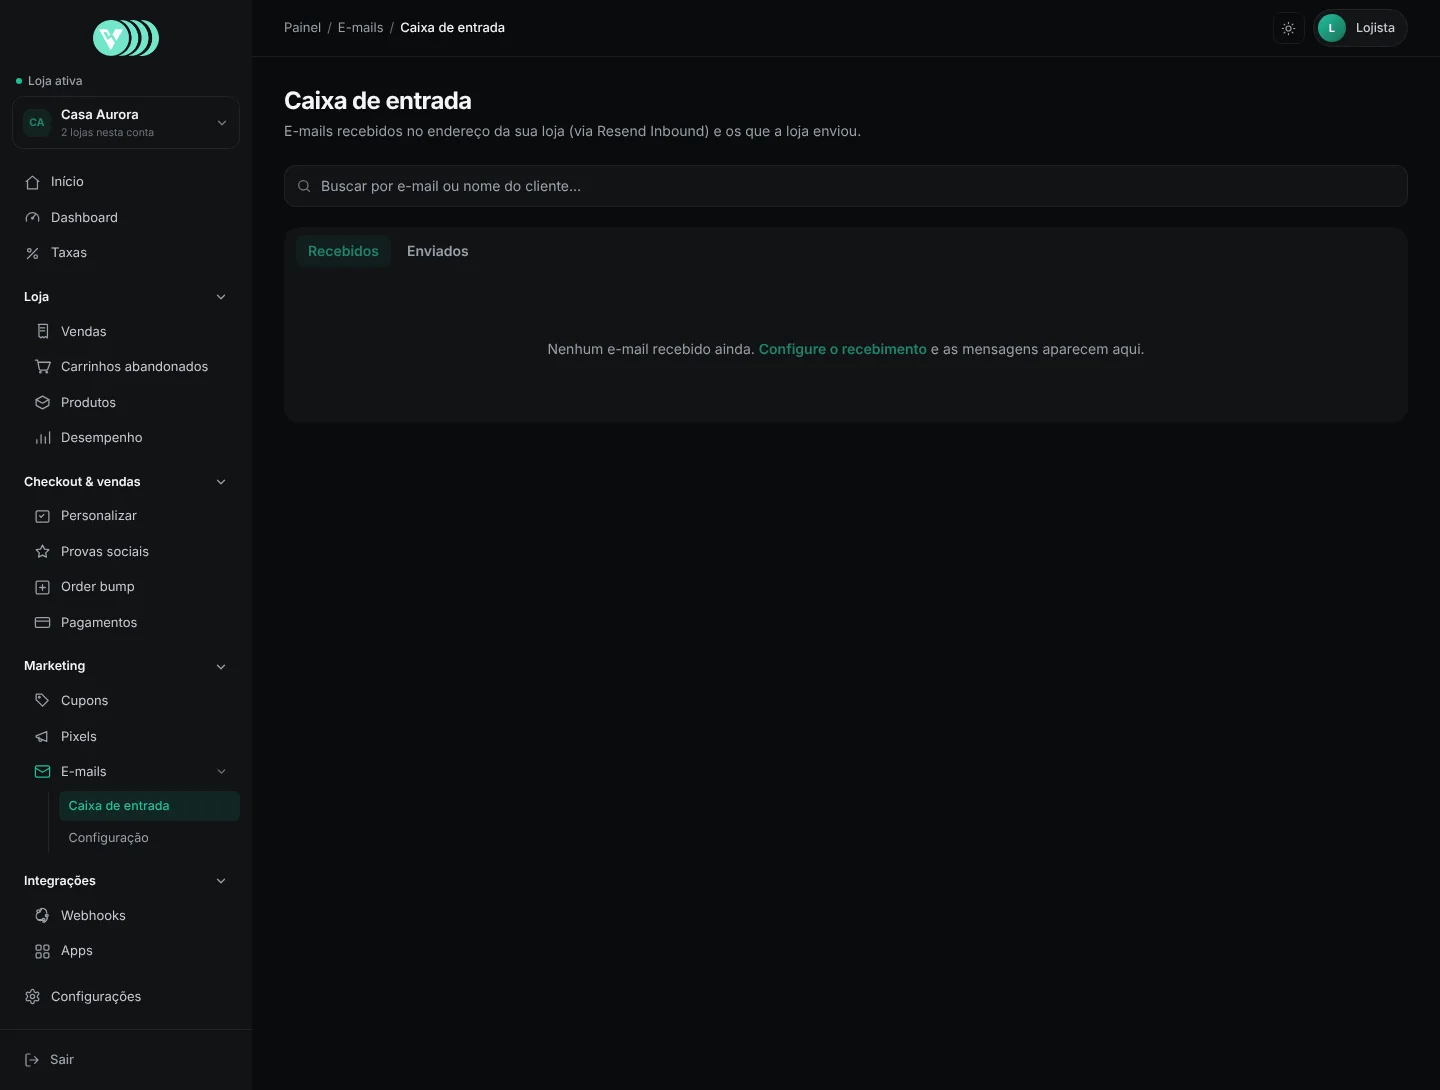 Loja ativa
CA
Casa Aurora
2 lojas nesta conta
Início
Dashboard
Taxas
Loja
Vendas
Carrinhos abandonados
Produtos
Desempenho
Checkout & vendas
Personalizar
Provas sociais
Order bump
Pagamentos
Marketing
Cupons
Pixels
E-mails
Caixa de entrada
Configuração
Integrações
Webhooks
Apps
Configurações
Sair
Painel / E-mails / Caixa de entrada
L Lojista
Caixa de entrada
E-mails recebidos no endereço da sua loja (via Resend Inbound) e os que a loja enviou.
Buscar por e-mail ou nome do cliente...
Recebidos Enviados
Nenhum e-mail recebido ainda. Configure o recebimento e as mensagens aparecem aqui.